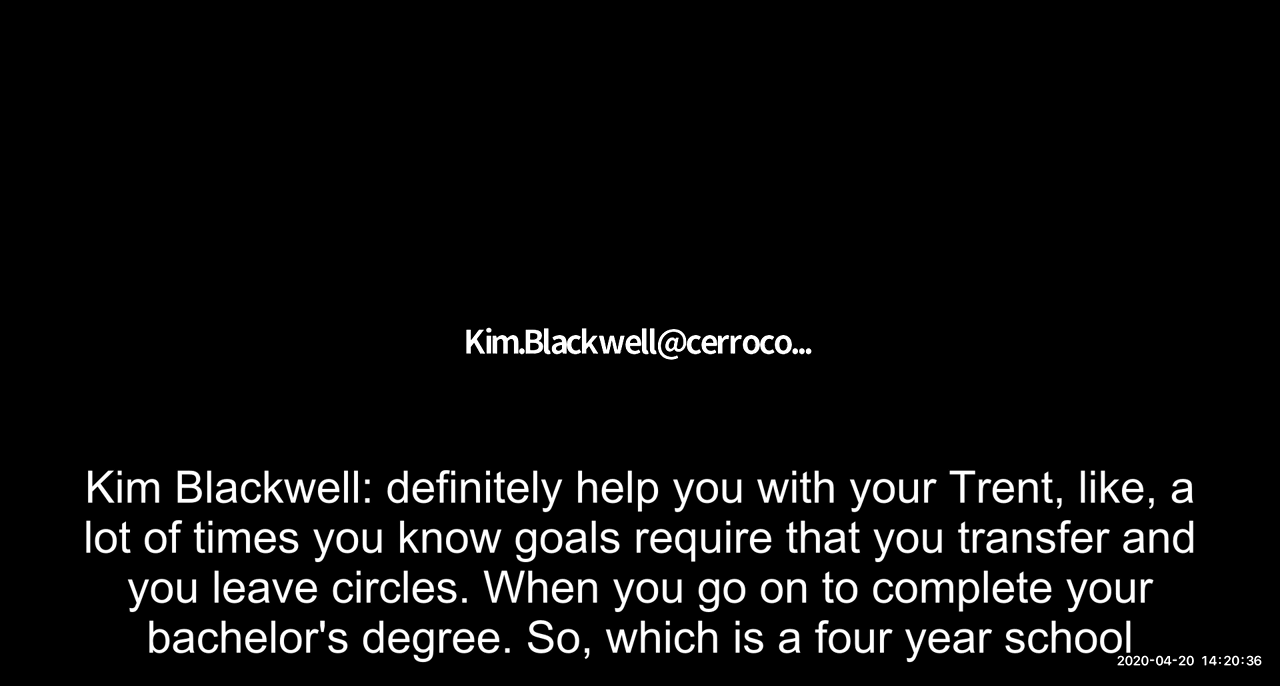 Kim.Blackwell@cerroco...
Kim Blackwell: definitely help you with your Trent, like, a
lot of times you know goals require that you transfer and
you leave circles. When you go on to complete your
bachelor's degree. So, which is a four year school
2020-04-20 14:20:36